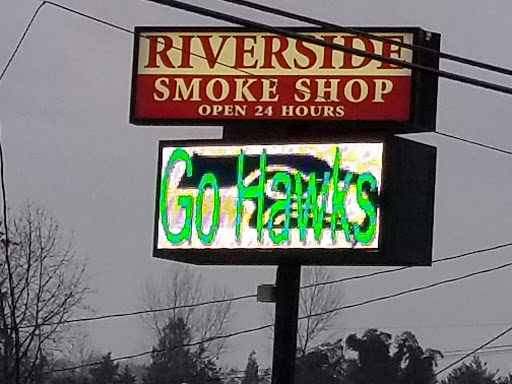 RIVERSIDE
SMOKE SHOP
OPEN 24 HOURS
Go Hawks